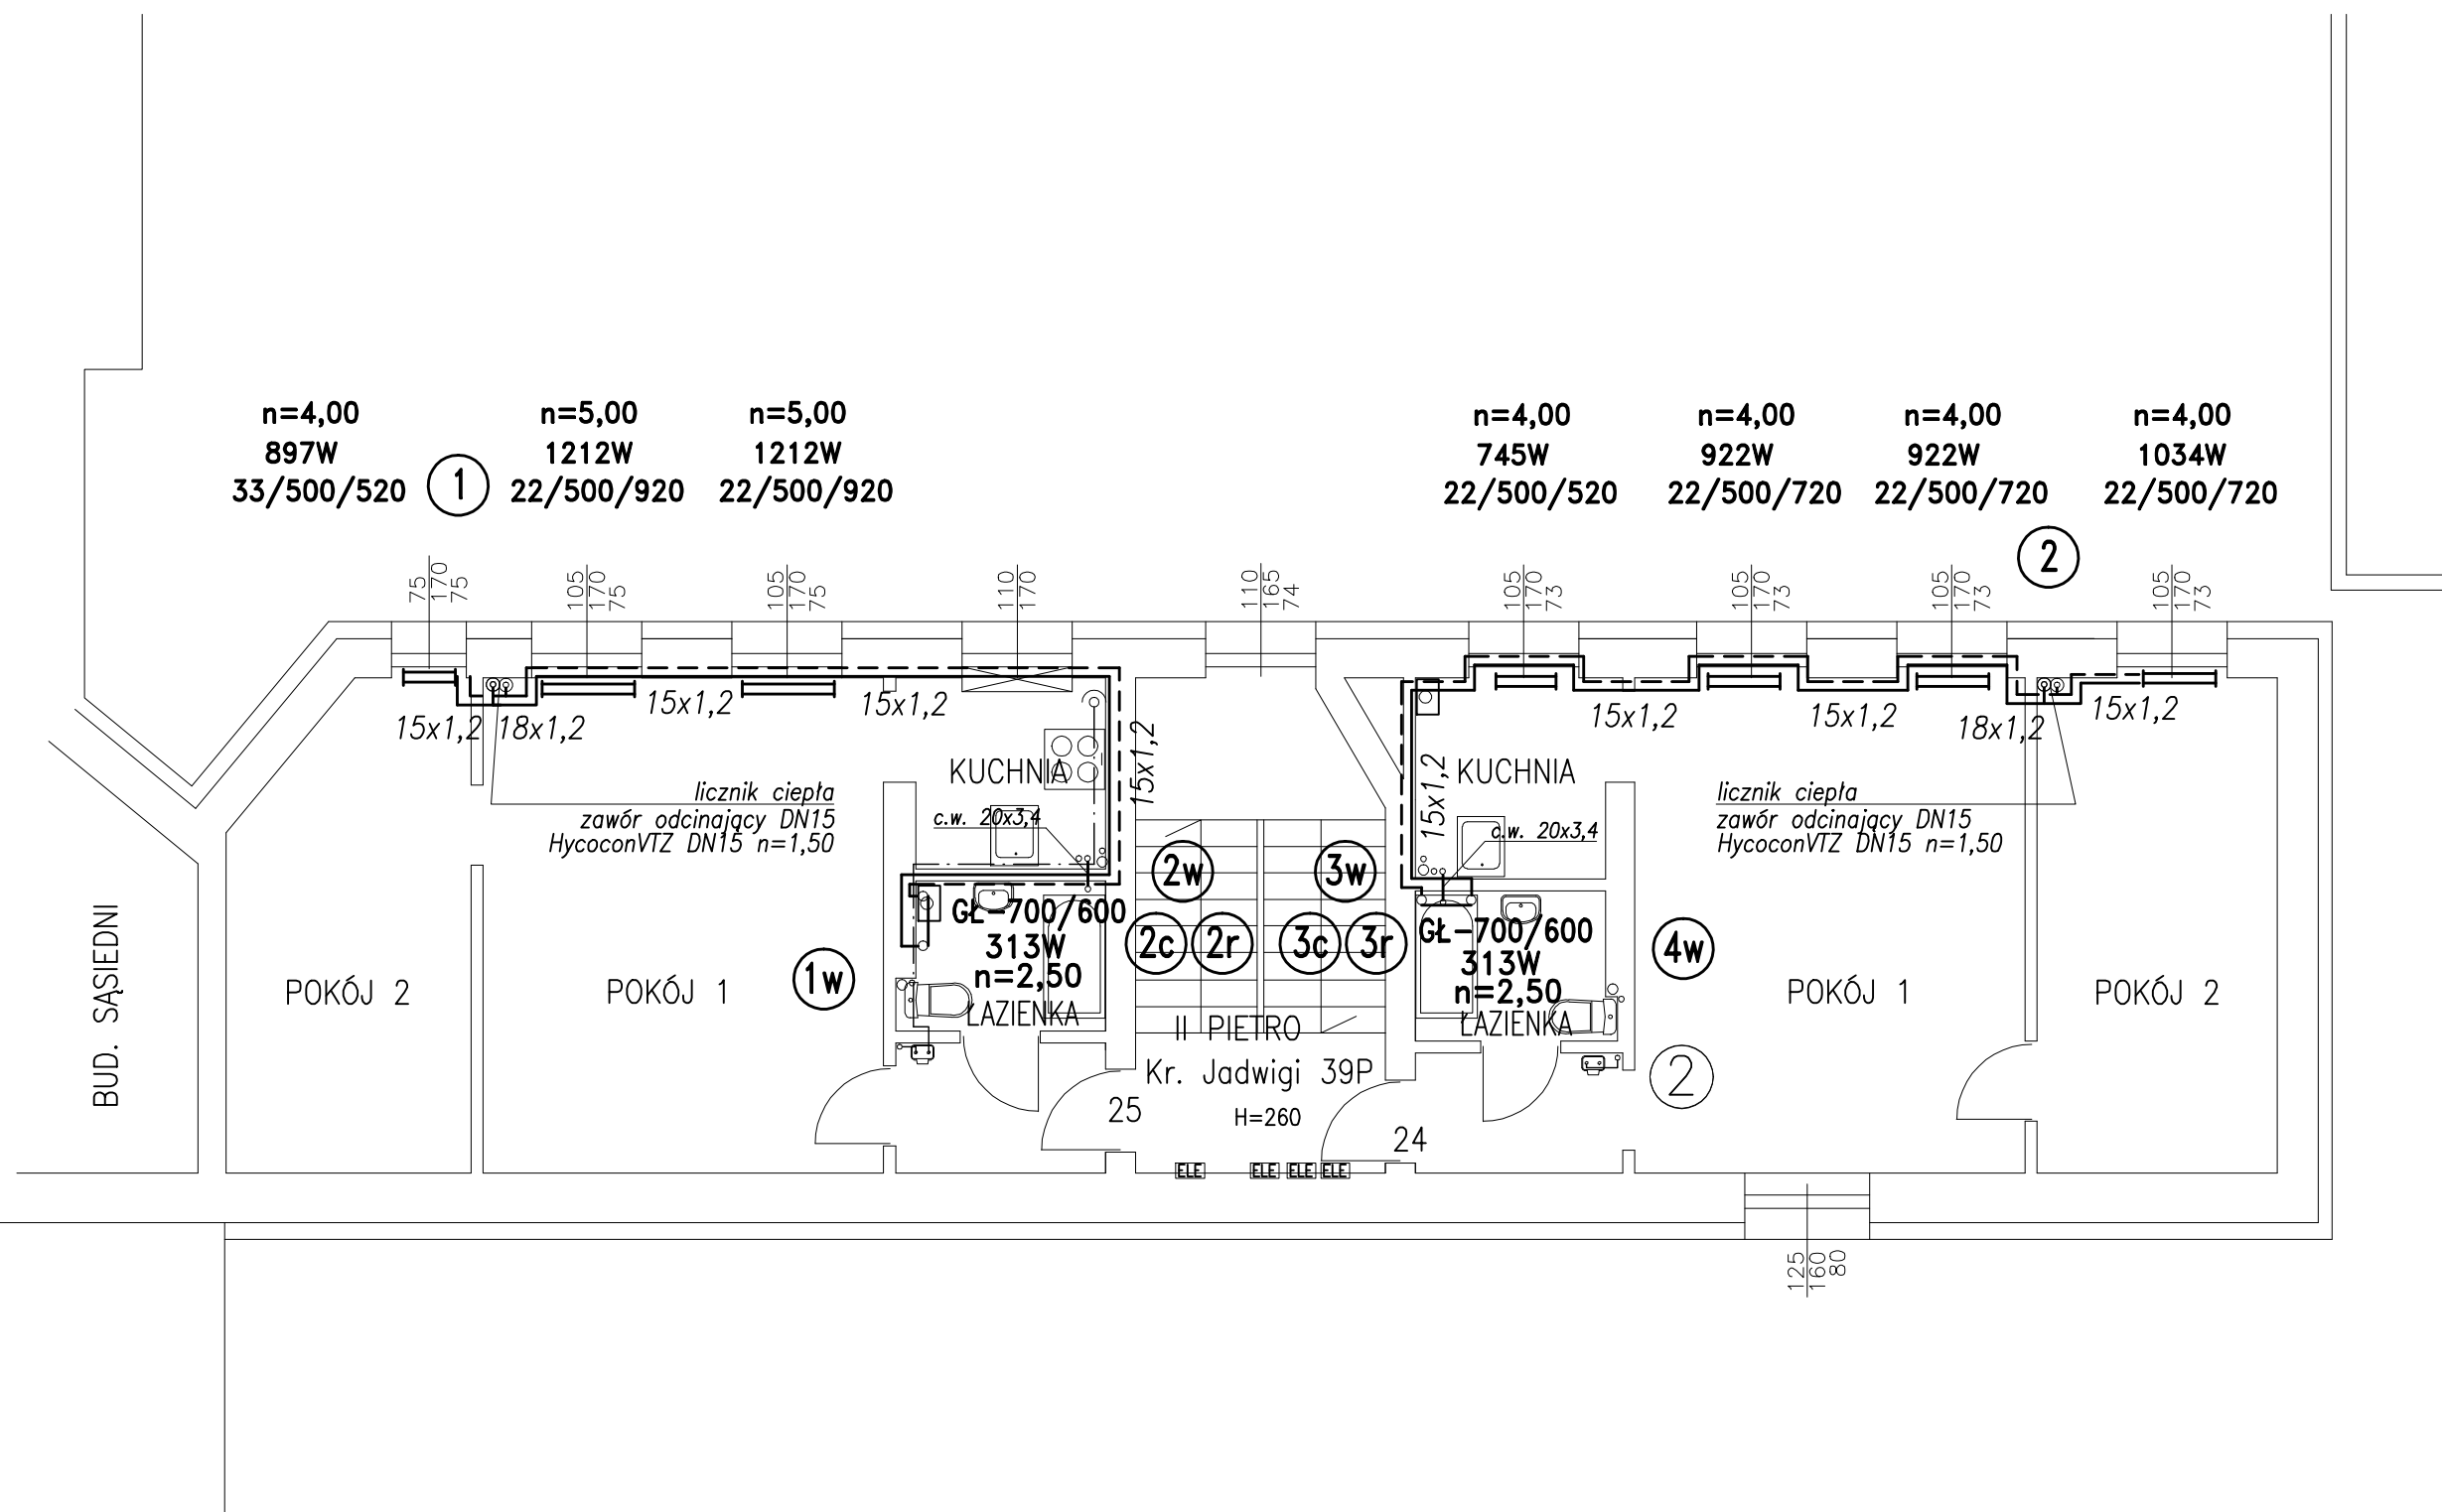 n=4,00
897W
33/500/520
1
n=5,00
1212W
22/500/920
n=5,00
1212W
22/500/920
n=4,00
745W
22/500/520
n=4,00
922W
22/500/720
n=4,00
922W
22/500/720
n=4,00
1034W
22/500/720
2
75
170
75
105
170
75
105
170
75
110
170
110
165
74
105
170
73
105
170
73
105
170
73
105
170
73
15x1,2
18x1,2
15x1,2
15x1,2
15x1,2
15x1,2
15x1,2
15x1,2
18x1,2
15x1,2
KUCHNIA
KUCHNIA
licznik ciepła
zawór odcinający DN15
HycoconVTZ DN15 n=1,50
c.w. 20x3,4
c.w. 20x3,4
licznik ciepła
zawór odcinający DN15
HycoconVTZ DN15 n=1,50
2w
3w
2c
2r
3c
3r
GŁ-700/600
313W
n=2,50
ŁAZIENKA
GŁ-700/600
313W
n=2,50
ŁAZIENKA
1w
4w
BUD. SĄSIEDNI
POKÓJ 2
POKÓJ 1
POKÓJ 1
POKÓJ 2
II PIETRO
Kr. Jadwigi 39P
H=260
25
24
2
ELE
ELE
ELE
ELE
125
160
80